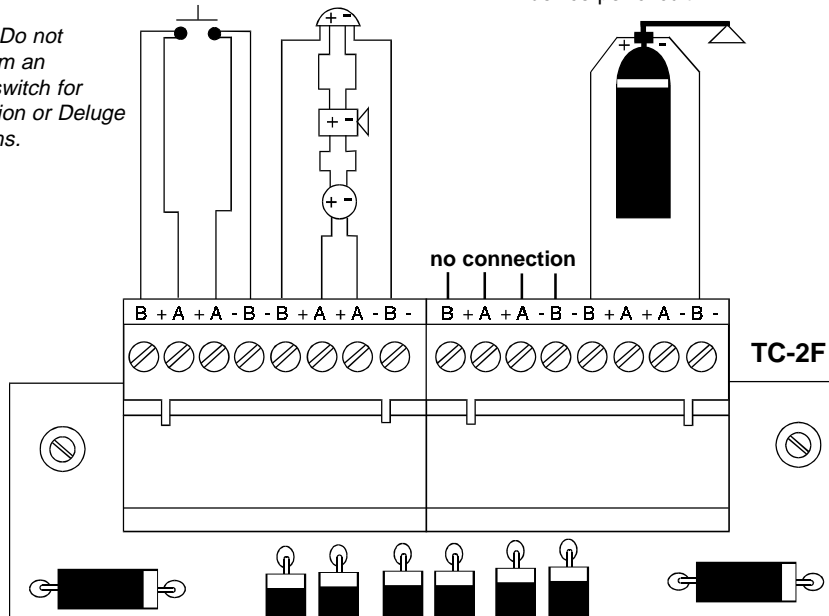 Do not
m an
switch for
ion or Deluge
ns.
+ -
+ -
+ -
+ -
no connection
B + A + A - B - B + A + A - B -
B + A + A - B - B + A + A - B -
TC-2F